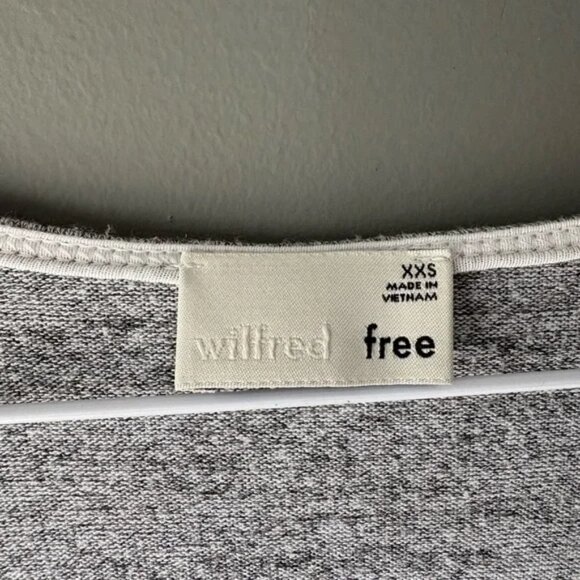 XXS
MADE IN
VIETNAM
wilfred free